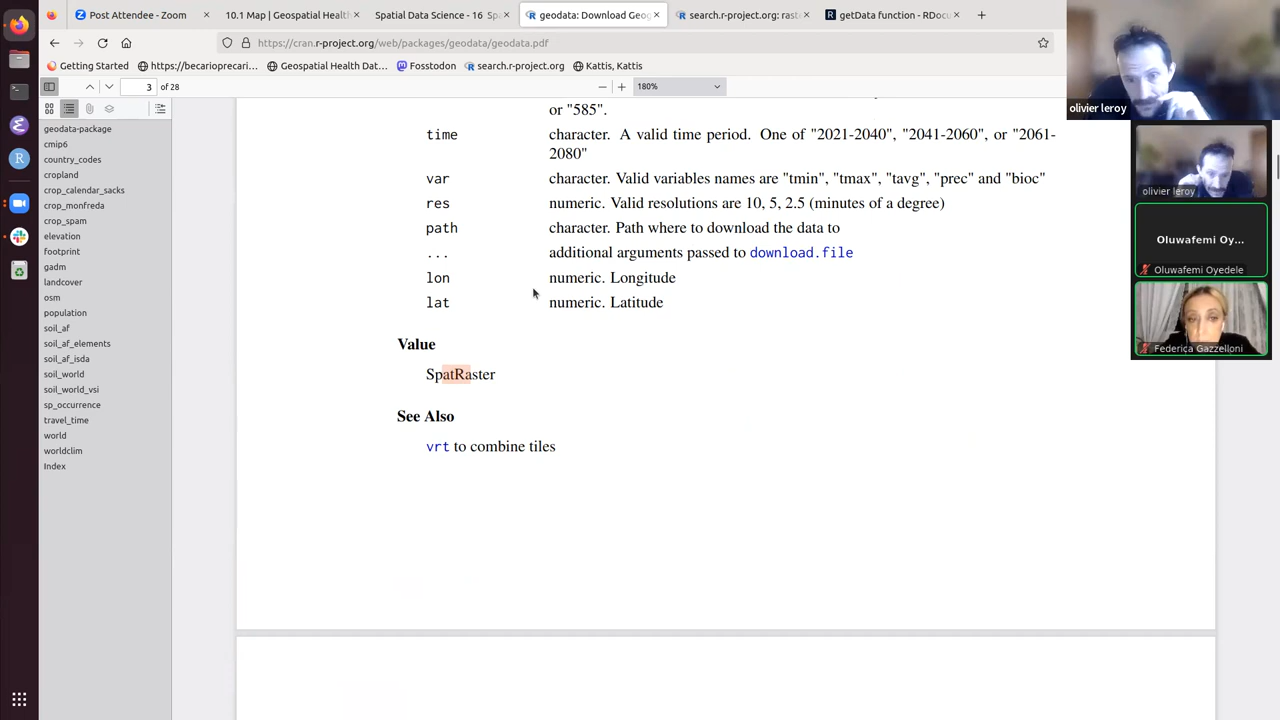 Post Attendee - Zoom
10.1 Map | Geospatial Health
Spatial Data Science - 16 Sp
geodata: Download Geog
search.r-project.org: rast
getData function - RDocu
https://cran.r-project.org/web/packages/geodata/geodata.pdf
Getting Started
https://becarioprecari...
Geospatial Health Dat...
Fosstodon
search.r-project.org
Kattis, Kattis
olivier leroy
3 of 28
180%
geodata-package
cmip6
country_codes
cropland
crop_calendar_sacks
crop_monfreda
crop_spam
elevation
footprint
gadm
landcover
osm
population
soil_af
soil_af_elements
soil_af_isda
soil_world
soil_world_vsi
sp_occurrence
travel_time
world
worldclim
Index
or "585".
time character. A valid time period. One of "2021-2040", "2041-2060", or "2061-
2080"
var character. Valid variables names are "tmin", "tmax", "tavg", "prec" and "bioc"
res numeric. Valid resolutions are 10, 5, 2.5 (minutes of a degree)
path character. Path where to download the data to
... additional arguments passed to download.file
lon numeric. Longitude
lat numeric. Latitude
Value
SpatRaster
See Also
vrt to combine tiles
olivier leroy
Oluwafemi Oy...
Oluwafemi Oyedele
Federica Gazzelloni